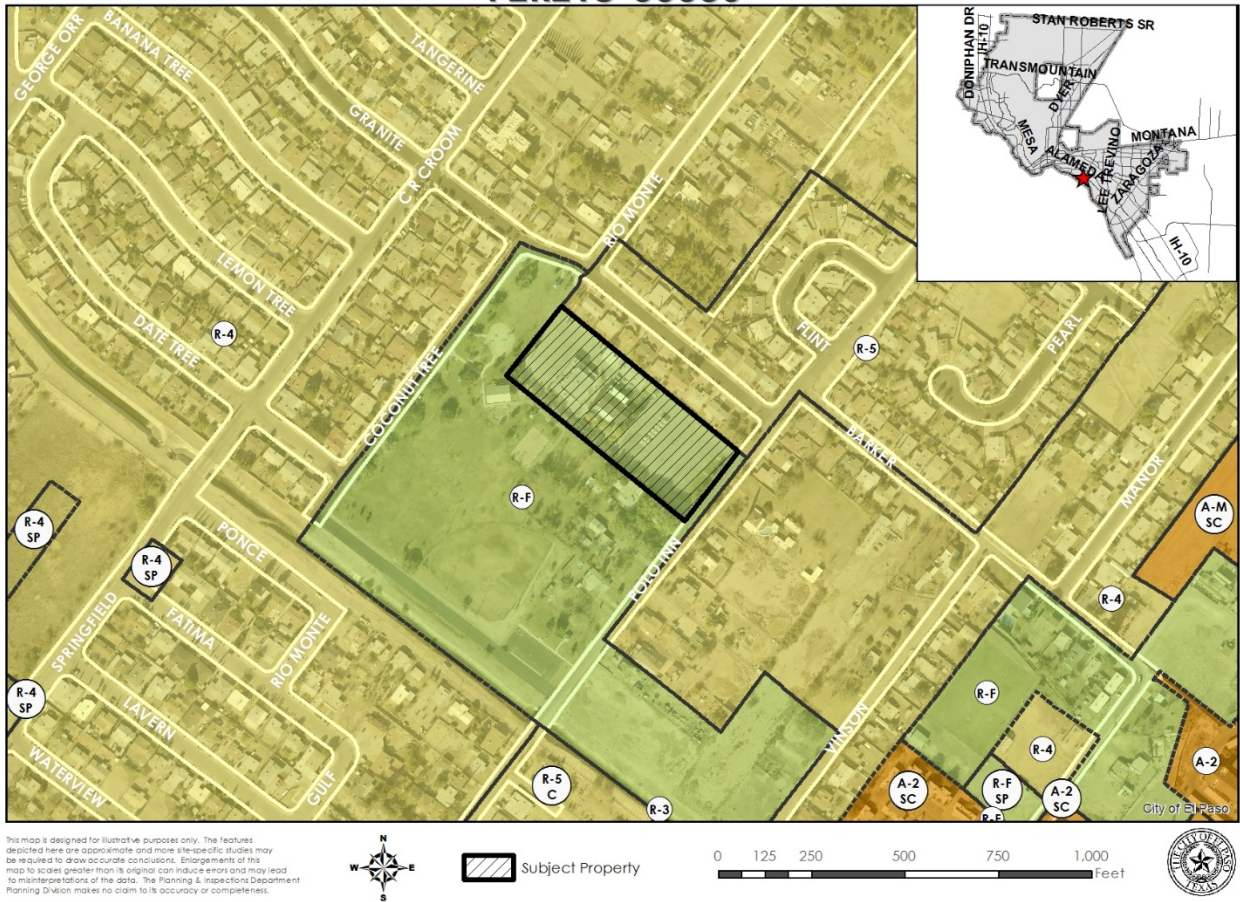 STAN ROBERTS SR
DONIPHAN DR
IH-10
TRANSMOUNTAIN
DYER
MESA
MONTANA
ALAMEDA
LEE TREVINO
ZARAGOZA
IH-10
GEORGE ORR
BANANA TREE
TANGERINE
GRANITE
C R CROOM
RIO MONTE
LEMON TREE
DATE TREE
R-4
COCONUT TREE
FLINT
R-5
PEARL
BARKER
MANOR
R-F
A-M
SC
R-4
SP
R-4
SP
PONCE
POLO INN
FATIMA
RIO MONTE
SPRINGFIELD
R-4
R-4
SP
LAVERN
WATERVIEW
GULF
VINSON
R-F
R-4
A-2
R-5
C
R-3
A-2
SC
R-F
SP
A-2
SC
R-F
City of El Paso
This map is designed for illustrative purposes only. The features
depicted here are approximate and more site-specific studies may
be required to draw accurate conclusions. Enlargements of this
map to scales greater than its original can induce errors and may lead
to misinterpretations of the data. The Planning & Inspections Department
Planning Division makes no claim to its accuracy or completeness.
N
W E
S
Subject Property
0 125 250 500 750 1,000
Feet
THE CITY OF EL PASO
TEXAS